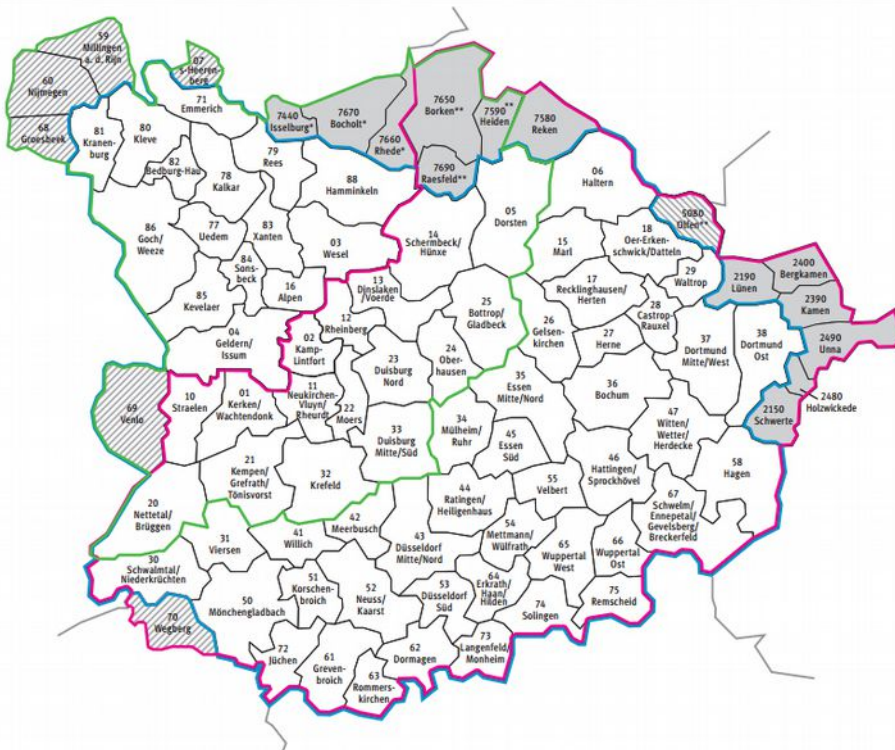 59
Millingen
a. d. Rijn
60
Nijmegen
68
Groesbeek
07
s-Heeren-
berg
71
Emmerich
81
Kranen-
burg
80
Kleve
82
Bedburg-Hau
79
Rees
78
Kalkar
7440
Isselburg*
7670
Bocholt*
7660
Rhede*
7650
Borken**
7590**
Heiden
7580
Reken
7690
Raesfeld**
88
Hamminkeln
06
Haltern
5080
Olfen**
86
Goch/
Weeze
77
Uedem
83
Xanten
03
Wesel
14
Schermbeck/
Hünxe
05
Dorsten
15
Marl
18
Oer-Erken-
schwick/Datteln
29
Waltrop
2190
Lünen
2400
Bergkamen
2390
Kamen
2490
Unna
2480
Holzwickede
2150
Schwerte
84
Sons-
beck
16
Alpen
85
Kevelaer
04
Geldern/
Issum
13
Dinslaken/
Voerde
12
Rheinberg
02
Kamp-
Lintfort
25
Bottrop/
Gladbeck
17
Recklinghausen/
Herten
26
Gelsen-
kirchen
27
Herne
28
Castrop-
Rauxel
37
Dortmund
Mitte/West
38
Dortmund
Ost
23
Duisburg
Nord
24
Ober-
hausen
35
Essen
Mitte/Nord
36
Bochum
69
Venlo
10
Straelen
01
Kerken/
Wachtendonk
11
Neukirchen-
Vluyn/
Rheurdt
22
Moers
33
Duisburg
Mitte/Süd
34
Mülheim/
Ruhr
45
Essen
Süd
47
Witten/
Wetter/
Herdecke
46
Hattingen/
Sprockhövel
58
Hagen
21
Kempen/
Grefrath/
Tönisvorst
32
Krefeld
20
Nettetal/
Brüggen
44
Ratingen/
Heiligenhaus
55
Velbert
67
Schwelm/
Ennepetal/
Gevelsberg/
Breckerfeld
31
Viersen
41
Willich
42
Meerbusch
43
Düsseldorf
Mitte/Nord
54
Mettmann/
Wülfrath
65
Wuppertal
West
66
Wuppertal
Ost
30
Schwalmtal/
Niederkrüchten
50
Mönchengladbach
51
Korschen-
broich
52
Neuss/
Kaarst
53
Düsseldorf
Süd
64
Erkrath/
Haan/
Hilden
74
Solingen
75
Remscheid
70
Wegberg
72
Jüchen
61
Greven-
broich
63
Rommers-
kirchen
62
Dormagen
73
Langenfeld/
Monheim